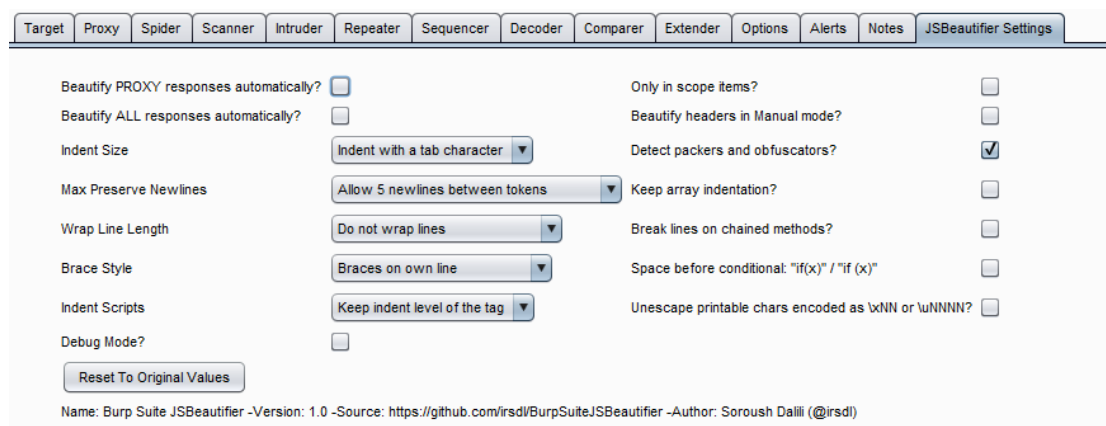 Target Proxy Spider Scanner Intruder Repeater Sequencer Decoder Comparer Extender Options Alerts Notes JSBeautifier Settings
Beautify PROXY responses automatically? Only in scope items?
Beautify ALL responses automatically? Beautify headers in Manual mode?
Indent Size Indent with a tab character Detect packers and obfuscators?
Max Preserve Newlines Allow 5 newlines between tokens Keep array indentation?
Wrap Line Length Do not wrap lines Break lines on chained methods?
Brace Style Braces on own line Space before conditional: "if(x)" / "if (x)"
Indent Scripts Keep indent level of the tag Unescape printable chars encoded as \xNN or \uNNNN?
Debug Mode?
Reset To Original Values
Name: Burp Suite JSBeautifier -Version: 1.0 -Source: https://github.com/irsdl/BurpSuiteJSBeautifier -Author: Soroush Dalili (@irsdl)